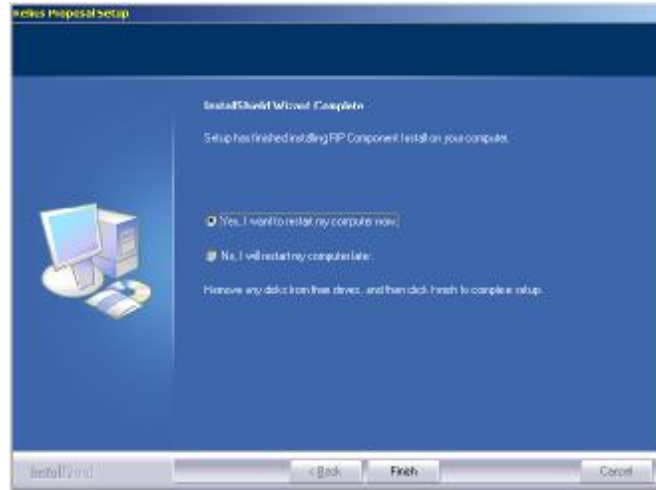 Relius Proposal Setup
InstallShield Wizard Complete
Setup has finished installing RP Component Install on your computer.
Yes, I want to restart my computer now.
No, I will restart my computer later.
Remove any disks from their drives, and then click Finish to complete setup.
InstallShield
< Back
Finish
Cancel